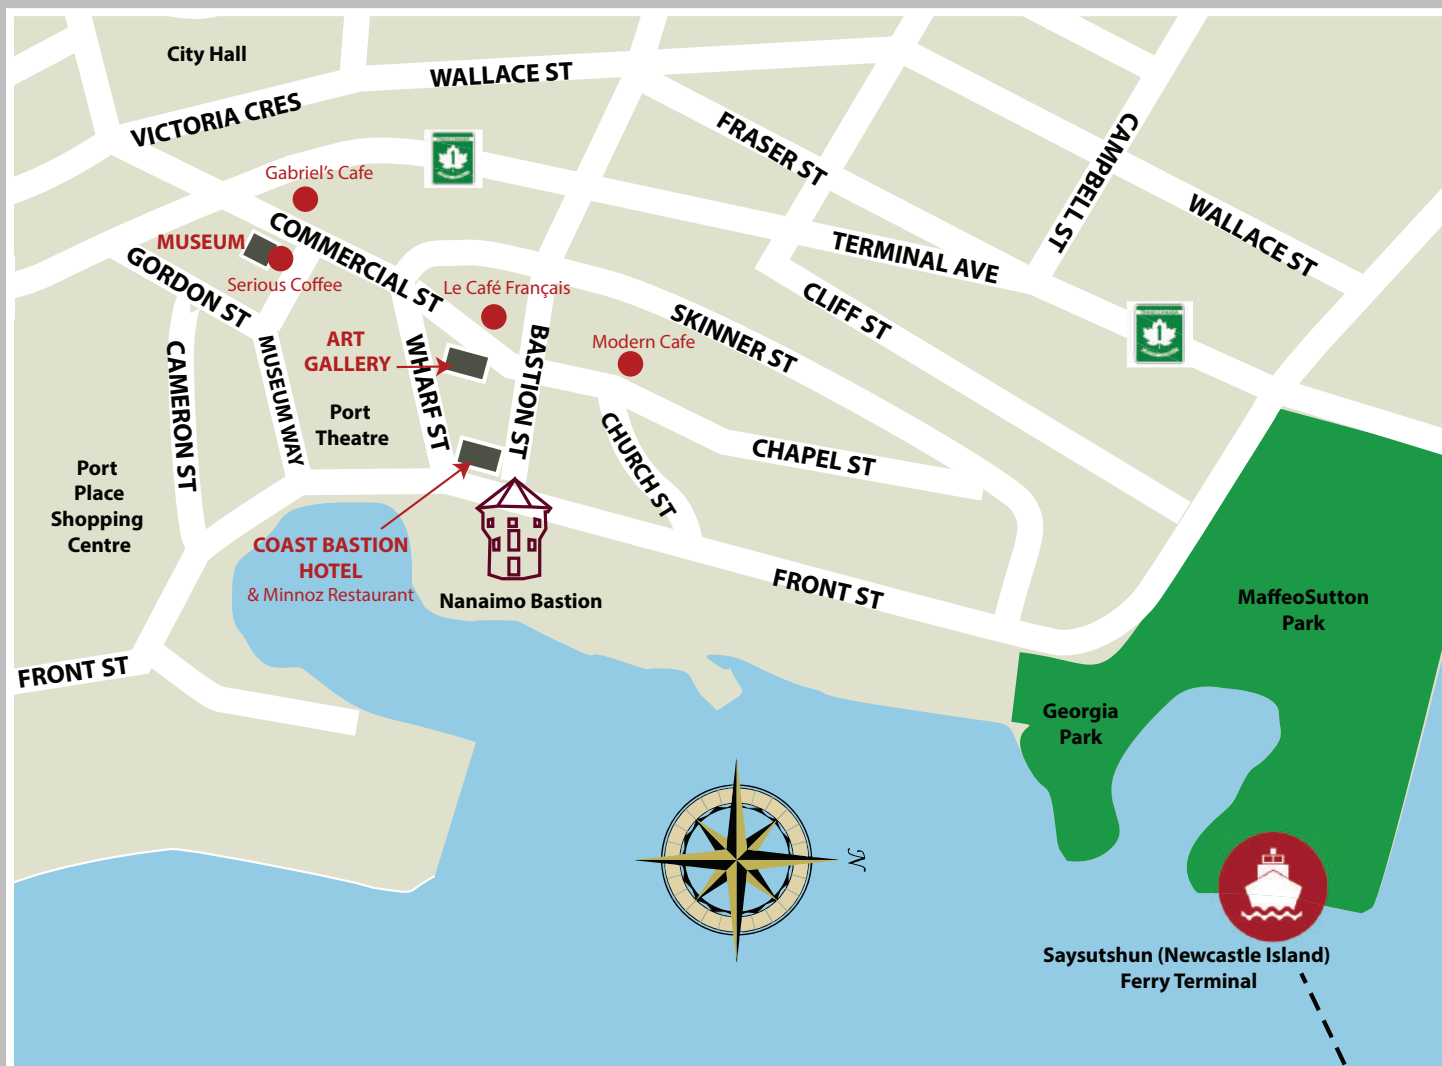 City Hall
WALLACE ST
VICTORIA CRES
FRASER ST
CAMPBELL ST
1
Gabriel's Cafe
WALLACE ST
MUSEUM
COMMERCIAL ST
TERMINAL AVE
GORDON ST
Serious Coffee
Le Café Français
CLIFF ST
SKINNER ST
1
ART
GALLERY
Modern Cafe
BASTION ST
WHARF ST
MUSEUM WAY
CAMERON ST
Port
Theatre
CHURCH ST
CHAPEL ST
Port
Place
Shopping
Centre
COAST BASTION
HOTEL
& Minnoz Restaurant
Nanaimo Bastion
FRONT ST
MaffeoSutton
Park
FRONT ST
Georgia
Park
N
Saysutshun (Newcastle Island)
Ferry Terminal